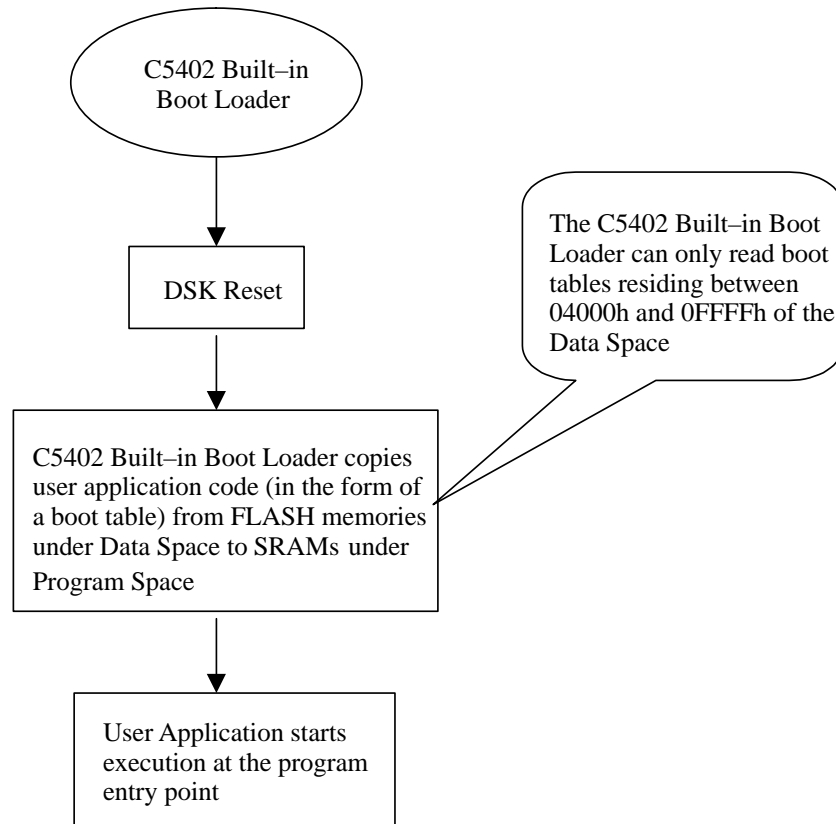 C5402 Built–in
Boot Loader
DSK Reset
The C5402 Built–in Boot
Loader can only read boot
tables residing between
04000h and 0FFFFh of the
Data Space
C5402 Built–in Boot Loader copies
user application code (in the form of
a boot table) from FLASH memories
under Data Space to SRAMs under
Program Space
User Application starts
execution at the program
entry point